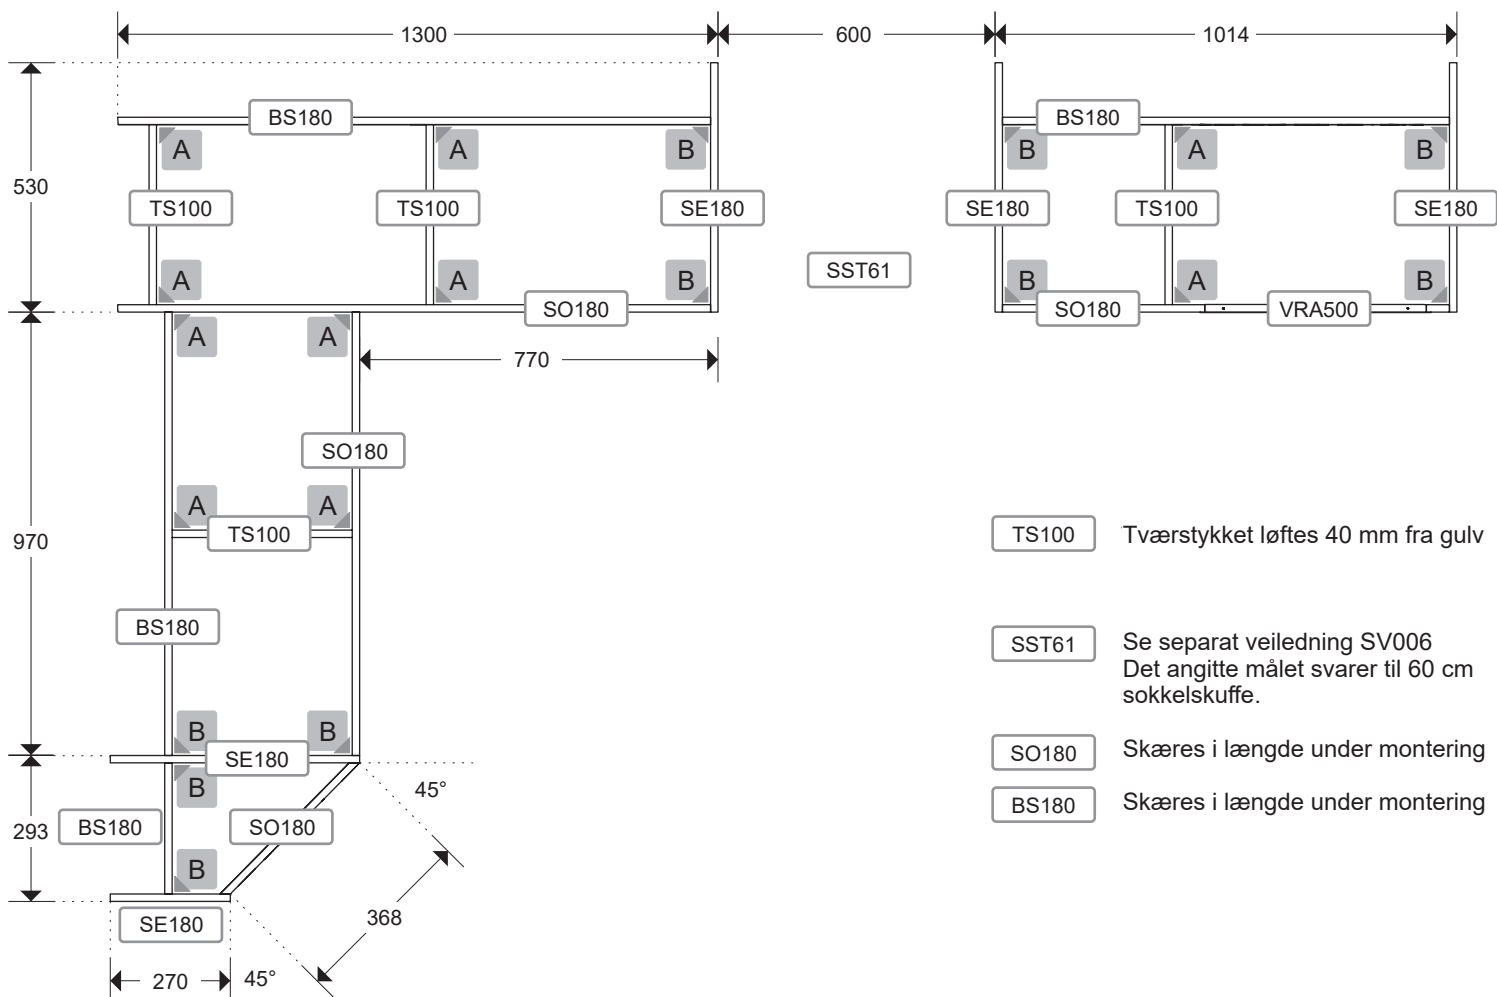 1300
600
1014
BS180
BS180
A
A
B
B
A
B
530
TS100
TS100
SE180
SE180
TS100
SE180
SST61
A
A
B
B
A
B
SO180
SO180
VRA500
A
A
770
SO180
A
A
TS100
TS100
Tværstykket løftes 40 mm fra gulv
970
BS180
SST61
Se separat veiledning SV006
Det angitte målet svarer til 60 cm
sokkelskuffe.
B
B
SE180
SO180
Skæres i længde under montering
B
45°
BS180
Skæres i længde under montering
293
BS180
SO180
B
368
SE180
270
45°